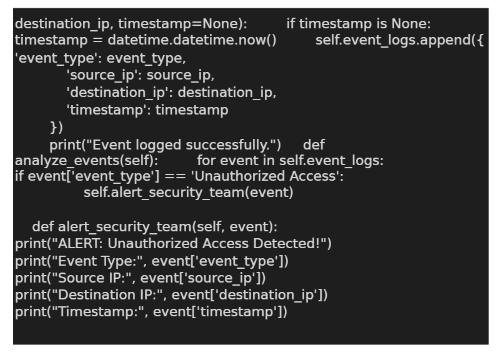 destination_ip, timestamp=None):         if timestamp is None:
timestamp = datetime.datetime.now()         self.event_logs.append({
'event_type': event_type,
            'source_ip': source_ip,
            'destination_ip': destination_ip,
            'timestamp': timestamp
        })
        print("Event logged successfully.")     def
analyze_events(self):         for event in self.event_logs:
if event['event_type'] == 'Unauthorized Access':
                self.alert_security_team(event)
    def alert_security_team(self, event):
print("ALERT: Unauthorized Access Detected!")
print("Event Type:", event['event_type'])
print("Source IP:", event['source_ip'])
print("Destination IP:", event['destination_ip'])
print("Timestamp:", event['timestamp'])